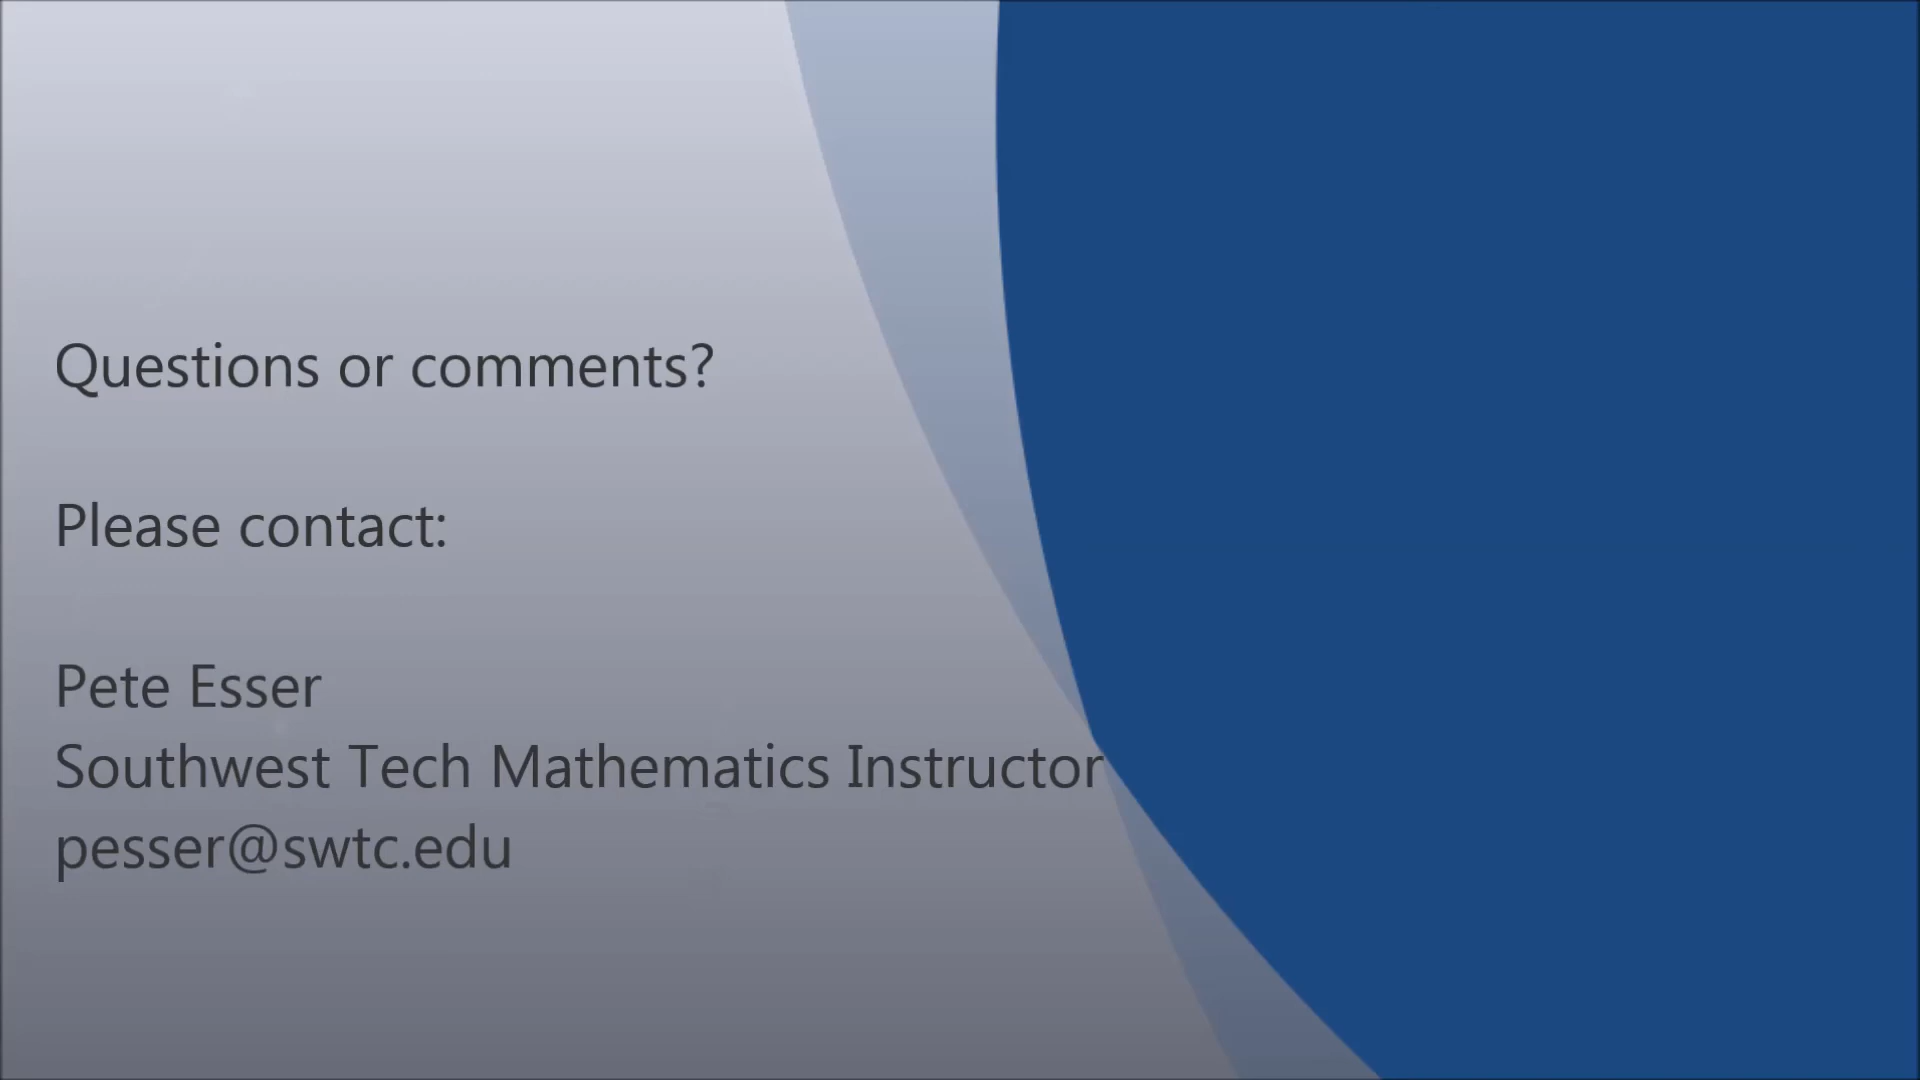 Questions or comments?
Please contact:
Pete Esser
Southwest Tech Mathematics Instructor
pesser@swtc.edu